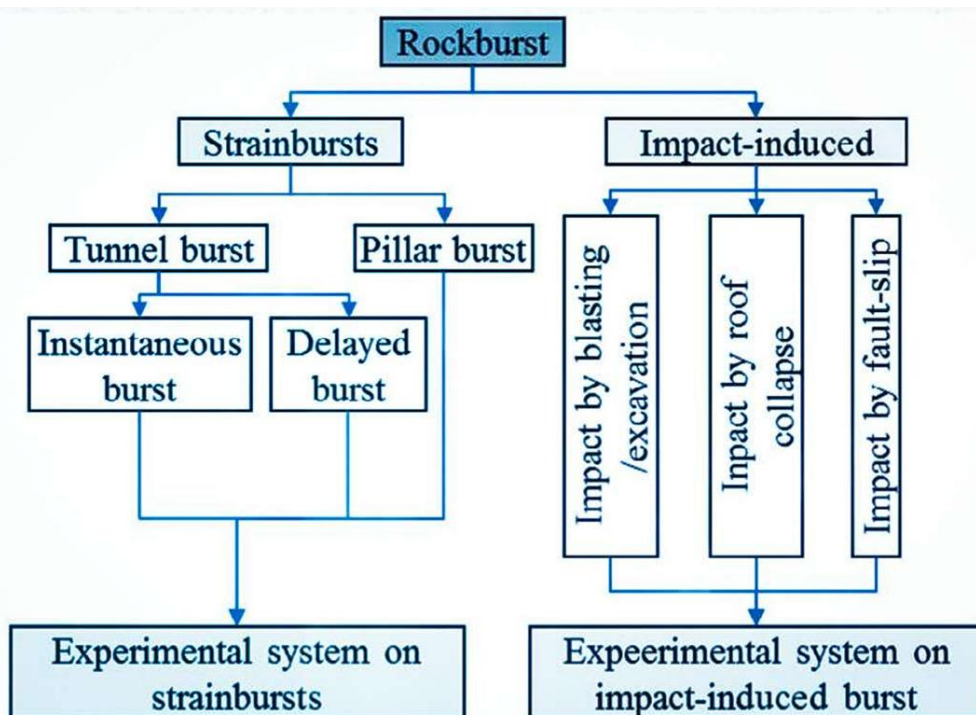 Rockburst
Strainbursts
Impact-induced
Tunnel burst
Pillar burst
Instantaneous
burst
Delayed
burst
Impact by blasting
/excavation
Inpact by roof
collapse
Impact by fault-slip
Experimental system on
strainbursts
Expeerimental system on
impact-induced burst